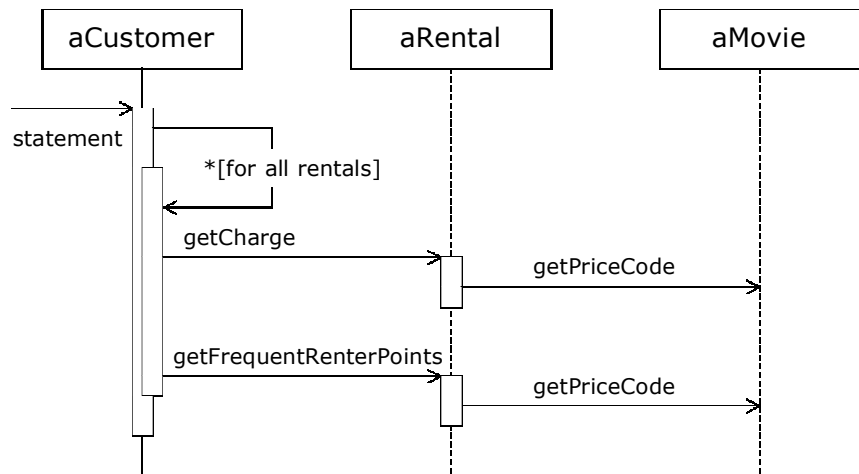 aCustomer
aRental
aMovie
statement
*[for all rentals]
getCharge
getPriceCode
getFrequentRenterPoints
getPriceCode